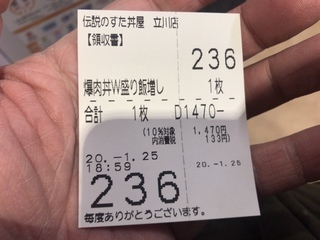 伝説のすた丼屋 立川店
【領収書】
236
爆肉丼W盛り飯増し 1枚
合計 1枚 D1470-
(10%対象 1,470円
内消費税 133円)
20.-1.25 20.-1.25
18:59
236
毎度ありがとうございます。